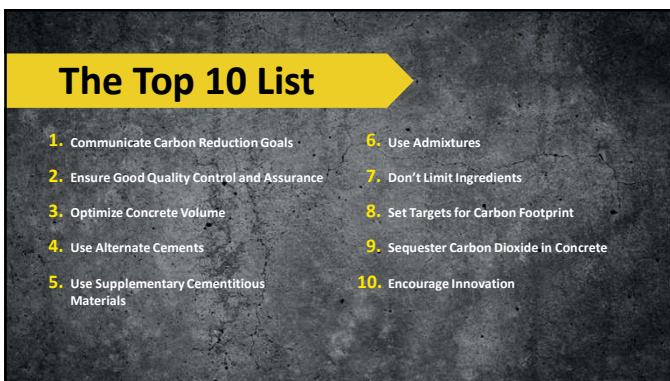 The Top 10 List
1. Communicate Carbon Reduction Goals
2. Ensure Good Quality Control and Assurance
3. Optimize Concrete Volume
4. Use Alternate Cements
5. Use Supplementary Cementitious
Materials
6. Use Admixtures
7. Don't Limit Ingredients
8. Set Targets for Carbon Footprint
9. Sequester Carbon Dioxide in Concrete
10. Encourage Innovation